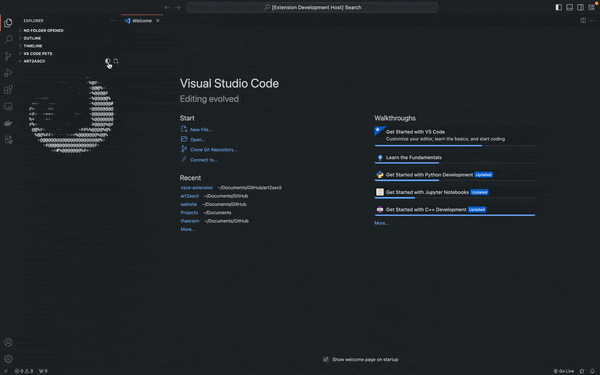 [Extension Development Host] Search
EXPLORER
Welcome
NO FOLDER OPENED
OUTLINE
TIMELINE
VS CODE PETS
ART2ASCII
Visual Studio Code
Editing evolved
Start
New File...
Open...
Clone Git Repository...
Connect to...
Recent
vsce-extension ~/Documents/GitHub/art2ascii
art2ascii ~/Documents/GitHub
website ~/Documents/GitHub
Projects ~/Documents
thaeriem ~/Documents/GitHub
More...
Walkthroughs
Get Started with VS Code
Customize your editor, learn the basics, and start coding
Learn the Fundamentals
Get Started with Python Development Updated
Get Started with Jupyter Notebooks Updated
Get Started with C++ Development Updated
More...
Show welcome page on startup
0 0 0
Go Live